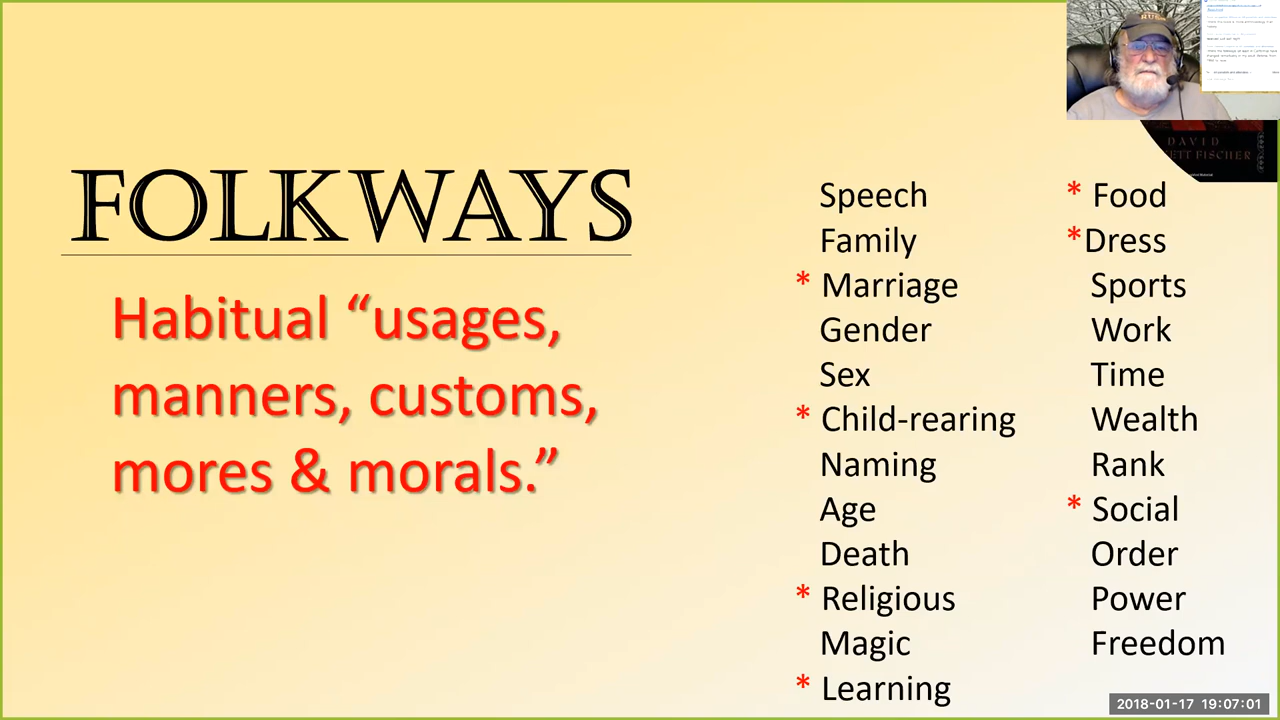 FOLKWAYS
Habitual “usages,
manners, customs,
mores & morals.”
Speech
Family
* Marriage
Gender
Sex
* Child-rearing
Naming
Age
Death
* Religious
Magic
* Learning
* Food
*Dress
Sports
Work
Time
Wealth
Rank
* Social
Order
Power
Freedom
DAVID
ETT FISCHER
2018-01-17 19:07:01